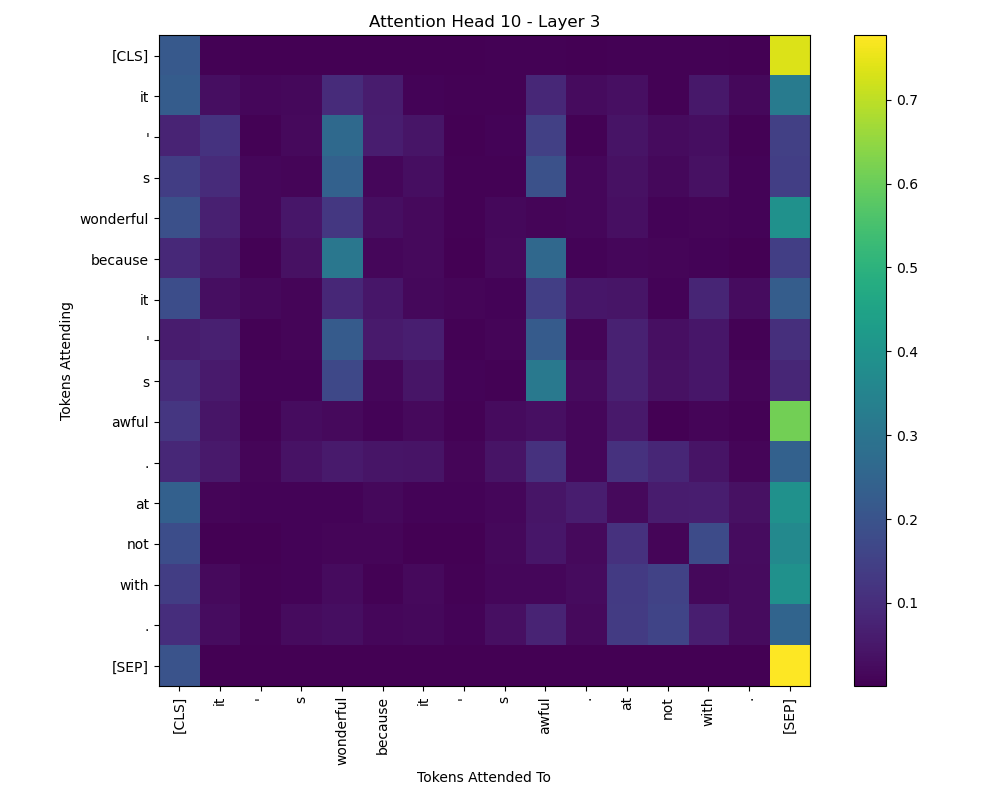 Attention Head 10 - Layer 3
[CLS]
it
'
s
wonderful
because
it
'
s
awful
.
at
not
with
.
[SEP]
Tokens Attending
[CLS] it ' s wonderful because it ' s awful . at not with . [SEP]
Tokens Attended To
0.7
0.6
0.5
0.4
0.3
0.2
0.1